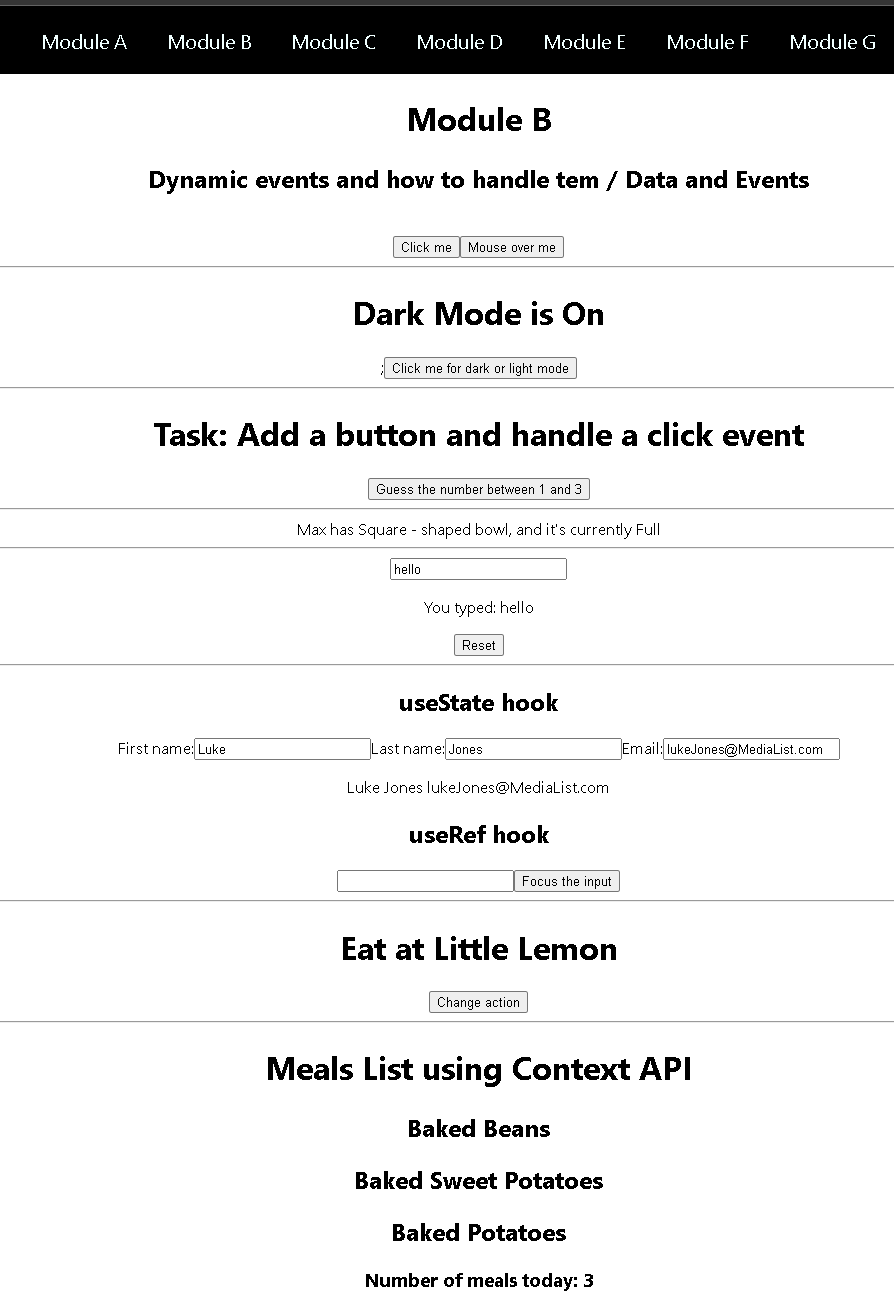 Module A Module B Module C Module D Module E Module F Module G
Module B
Dynamic events and how to handle tem / Data and Events
Click me Mouse over me
Dark Mode is On
; Click me for dark or light mode
Task: Add a button and handle a click event
Guess the number between 1 and 3
Max has Square - shaped bowl, and it's currently Full
hello
You typed: hello
Reset
useState hook
First name: Luke Last name: Jones Email: lukeJones@MediaList.com
Luke Jones lukeJones@MediaList.com
useRef hook
Focus the input
Eat at Little Lemon
Change action
Meals List using Context API
Baked Beans
Baked Sweet Potatoes
Baked Potatoes
Number of meals today: 3